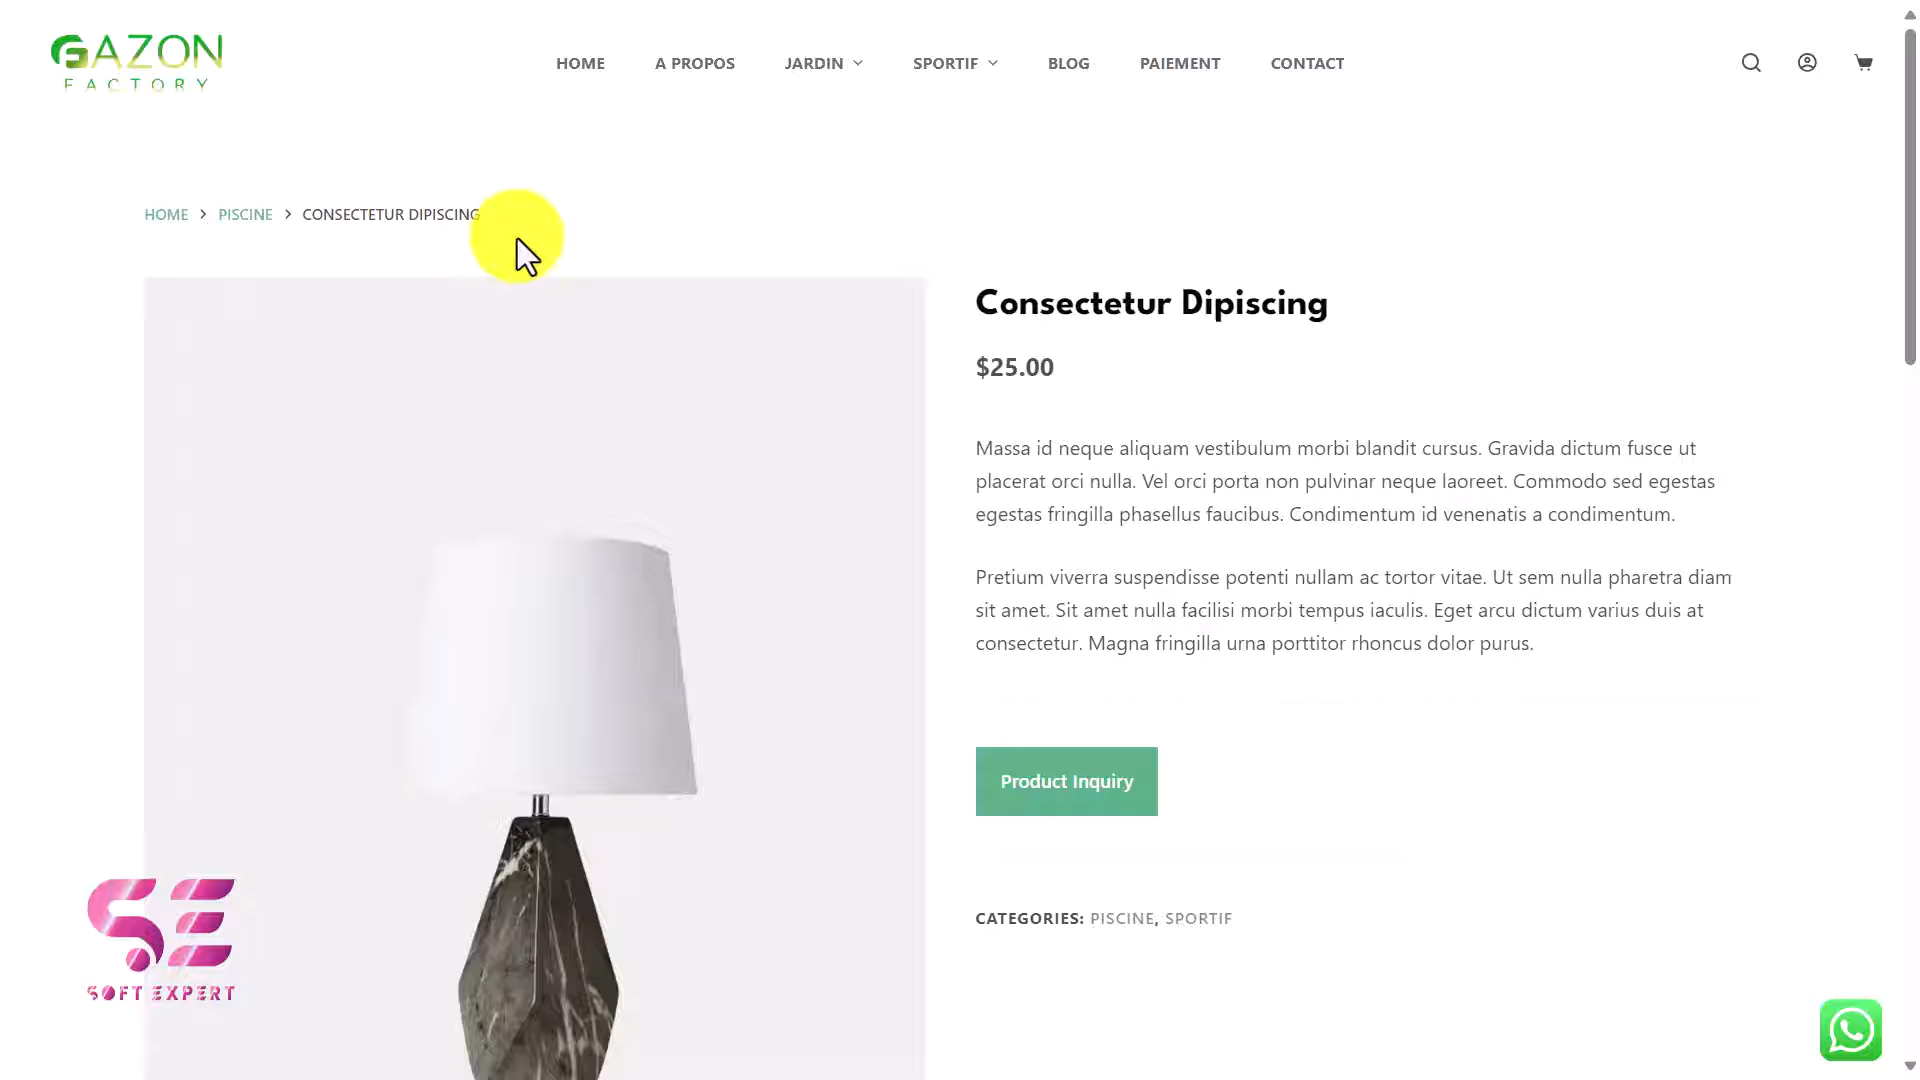 GAZON
FACTORY
HOME
A PROPOS
JARDIN
SPORTIF
BLOG
PAIEMENT
CONTACT
HOME > PISCINE > CONSECTETUR DIPISCING
Consectetur Dipiscing
$25.00
Massa id neque aliquam vestibulum morbi blandit cursus. Gravida dictum fusce ut
placerat orci nulla. Vel orci porta non pulvinar neque laoreet. Commodo sed egestas
egestas fringilla phasellus faucibus. Condimentum id venenatis a condimentum.
Pretium viverra suspendisse potenti nullam ac tortor vitae. Ut sem nulla pharetra diam
sit amet. Sit amet nulla facilisi morbi tempus iaculis. Eget arcu dictum varius duis at
consectetur. Magna fringilla urna porttitor rhoncus dolor purus.
Product Inquiry
CATEGORIES: PISCINE, SPORTIF
SE
SOFT EXPERT